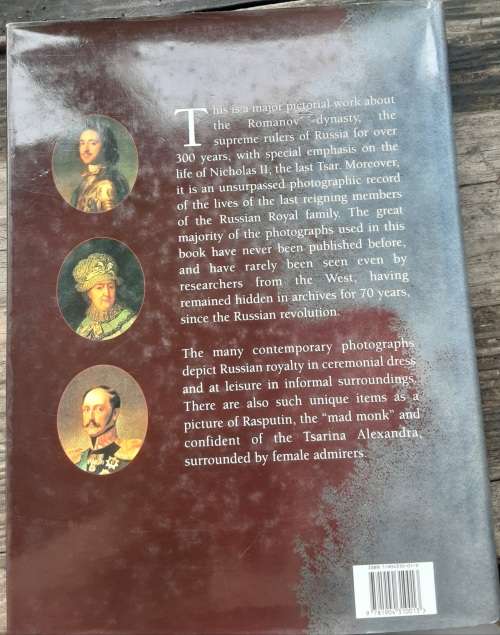 This is a major pictorial work about
the Romanov dynasty, the
supreme rulers of Russia for over
300 years, with special emphasis on the
life of Nicholas II, the last Tsar. Moreover,
it is an unsurpassed photographic record
of the lives of the last reigning members
of the Russian Royal family. The great
majority of the photographs used in this
book have never been published before,
and have rarely been seen even by
researchers from the West, having
remained hidden in archives for 70 years,
since the Russian revolution.
The many contemporary photographs
depict Russian royalty in ceremonial dress
and at leisure in informal surroundings.
There are also such unique items as a
picture of Rasputin, the “mad monk” and
confident of the Tsarina Alexandra,
surrounded by female admirers.
ISBN